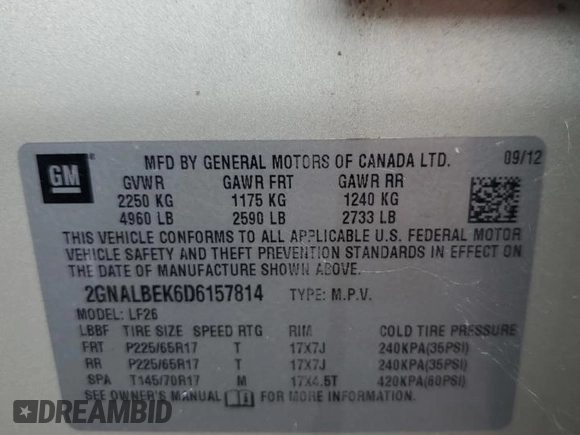 GM
MFD BY GENERAL MOTORS OF CANADA LTD. 09/12
GVWR GAWR FRT GAWR RR
2250 KG 1175 KG 1240 KG
4960 LB 2590 LB 2733 LB
THIS VEHICLE CONFORMS TO ALL APPLICABLE U.S. FEDERAL MOTOR
VEHICLE SAFETY AND THEFT PREVENTION STANDARDS IN EFFECT ON
THE DATE OF MANUFACTURE SHOWN ABOVE.
2GNALBEK6D6157814 TYPE: M.P.V.
MODEL: LF26
LBBF TIRE SIZE SPEED RTG RIM COLD TIRE PRESSURE
FRT P225/65R17 T 17X7J 240KPA(35PSI)
RR P225/65R17 T 17X7J 240KPA(35PSI)
SPA T145/70R17 M 17X4.5T 420KPA(60PSI)
SEE OWNER'S MANUAL FOR MORE INFORMATION.
DREAMBID